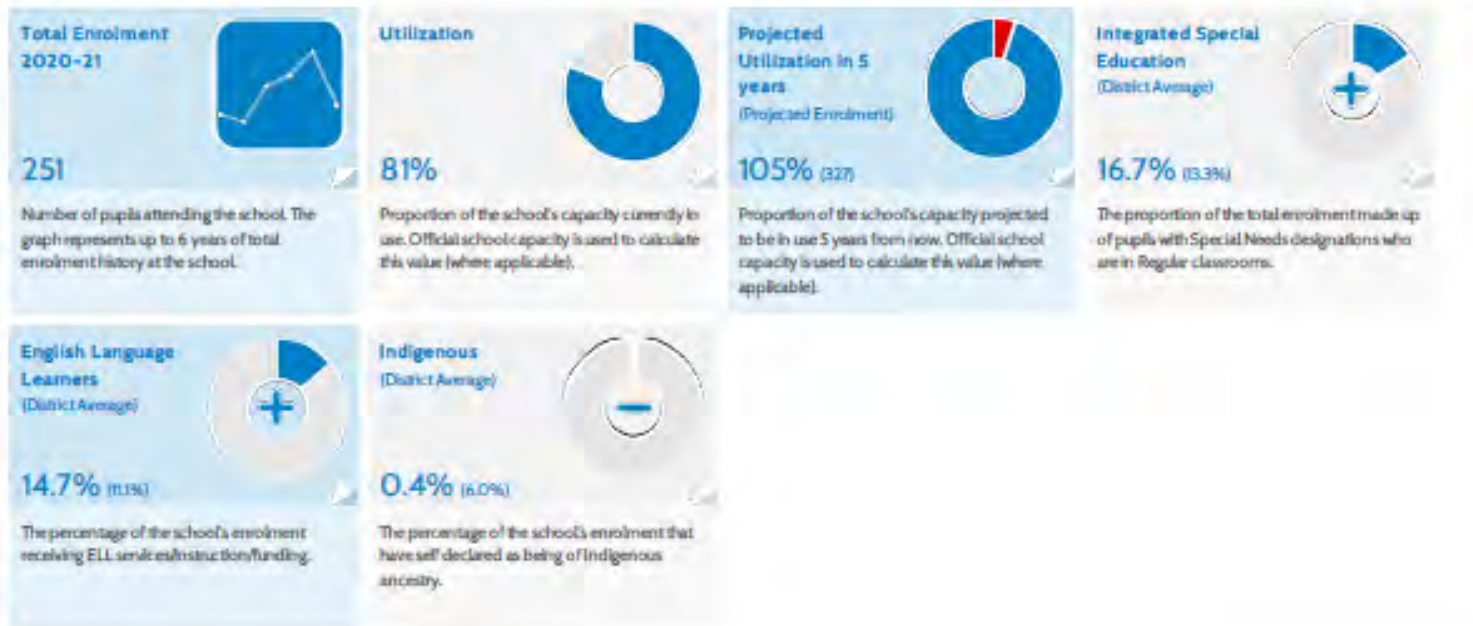 Total Enrolment
2020-21
251
Number of pupils attending the school. The
graph represents up to 6 years of total
enrolment history at the school.
Utilization
81%
Proportion of the school's capacity currently in
use. Official school capacity is used to calculate
this value (where applicable).
Projected
Utilization in 5
years
(Projected Enrolment)
105% (327)
Proportion of the school's capacity projected
to be in use 5 years from now. Official school
capacity is used to calculate this value (where
applicable).
Integrated Special
Education
(District Average)
16.7% (13.3%)
The proportion of the total enrolment made up
of pupils with Special Needs designations who
are in Regular classrooms.
English Language
Learners
(District Average)
14.7% (11.1%)
The percentage of the school's enrolment
receiving ELL services/instruction/funding.
Indigenous
(District Average)
0.4% (6.0%)
The percentage of the school's enrolment that
have self declared as being of Indigenous
ancestry.